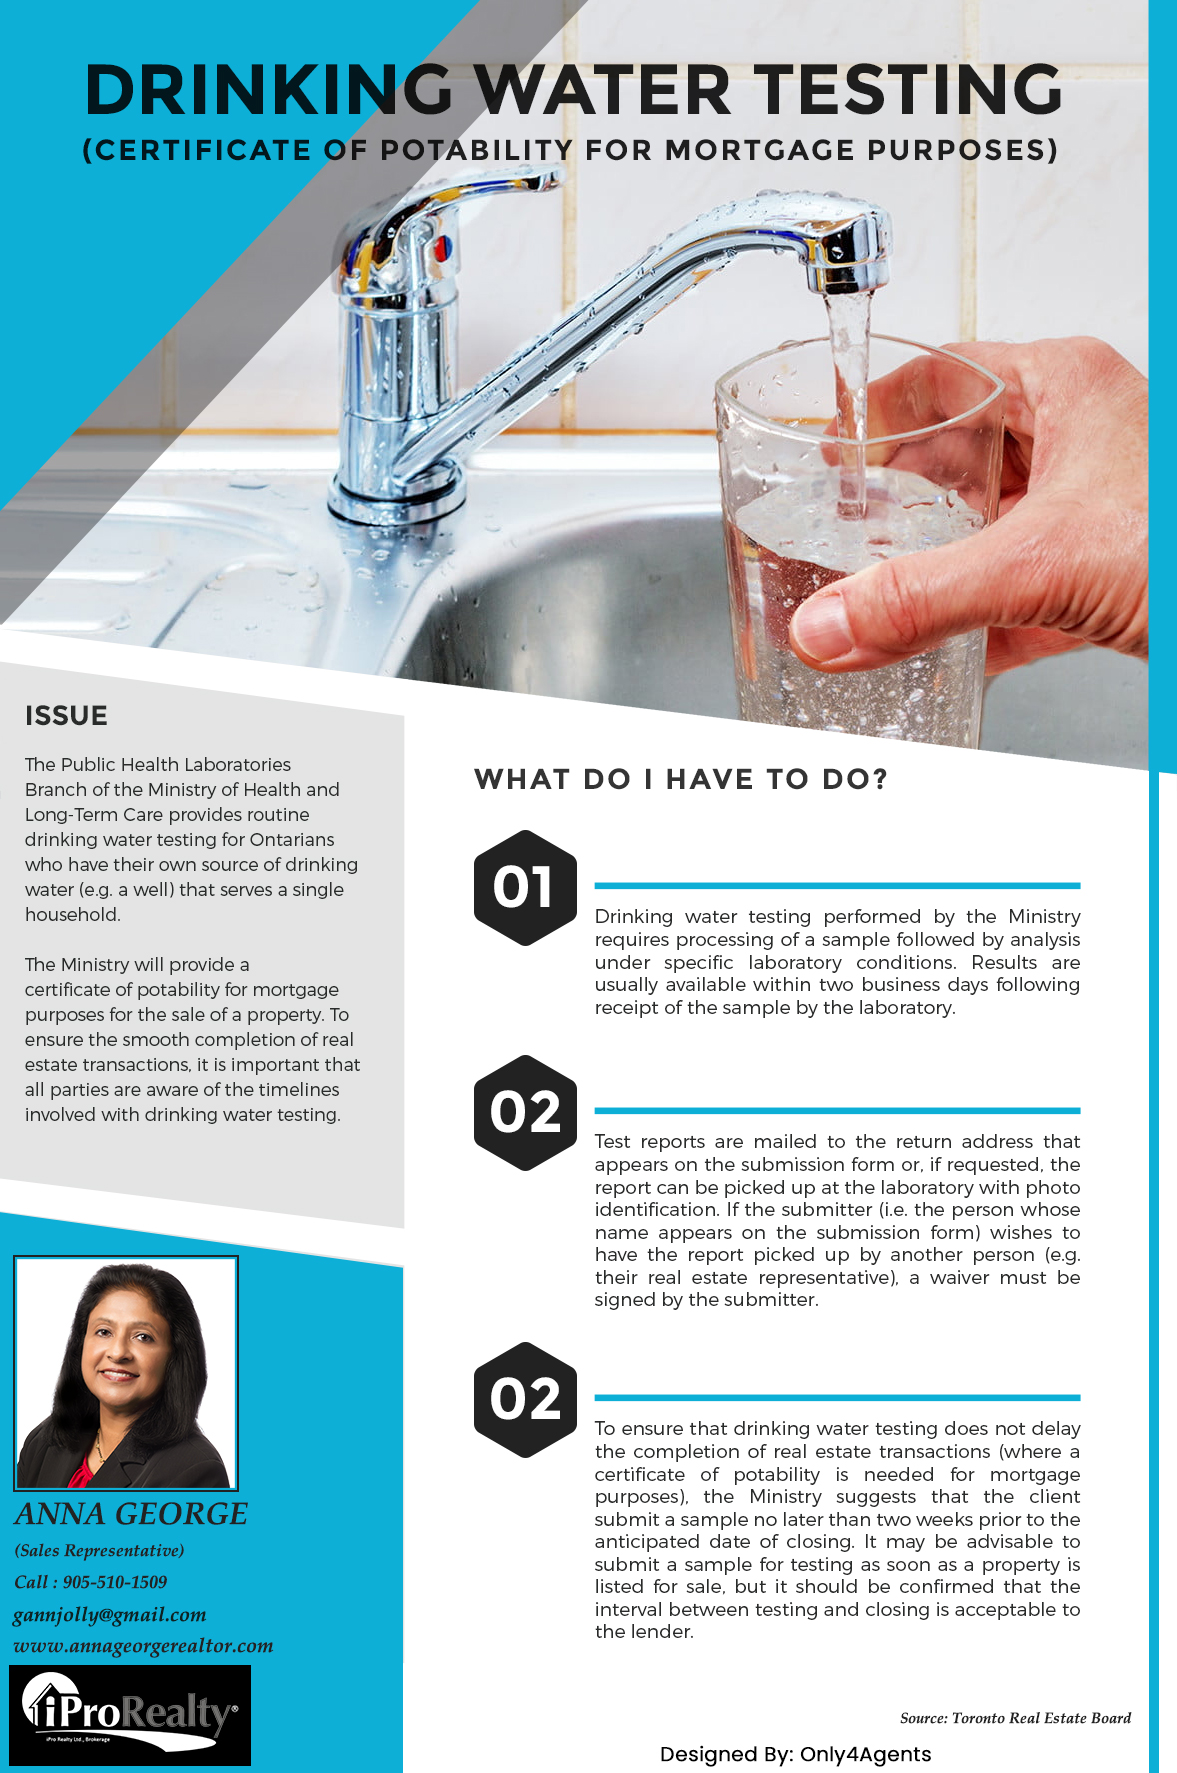 DRINKING WATER TESTING
(CERTIFICATE OF POTABILITY FOR MORTGAGE PURPOSES)
ISSUE
The Public Health Laboratories
Branch of the Ministry of Health and
Long-Term Care provides routine
drinking water testing for Ontarians
who have their own source of drinking
water (e.g. a well) that serves a single
household.
The Ministry will provide a
certificate of potability for mortgage
purposes for the sale of a property. To
ensure the smooth completion of real
estate transactions, it is important that
all parties are aware of the timelines
involved with drinking water testing.
WHAT DO I HAVE TO DO?
01
Drinking water testing performed by the Ministry
requires processing of a sample followed by analysis
under specific laboratory conditions. Results are
usually available within two business days following
receipt of the sample by the laboratory.
02
Test reports are mailed to the return address that
appears on the submission form or, if requested, the
report can be picked up at the laboratory with photo
identification. If the submitter (i.e. the person whose
name appears on the submission form) wishes to
have the report picked up by another person (e.g.
their real estate representative), a waiver must be
signed by the submitter.
02
To ensure that drinking water testing does not delay
the completion of real estate transactions (where a
certificate of potability is needed for mortgage
purposes), the Ministry suggests that the client
submit a sample no later than two weeks prior to the
anticipated date of closing. It may be advisable to
submit a sample for testing as soon as a property is
listed for sale, but it should be confirmed that the
interval between testing and closing is acceptable to
the lender.
ANNA GEORGE
(Sales Representative)
Call : 905-510-1509
gannjolly@gmail.com
www.annageorgerealtor.com
iProRealty®
iPro Realty Ltd., Brokerage
Source: Toronto Real Estate Board
Designed By: Only4Agents